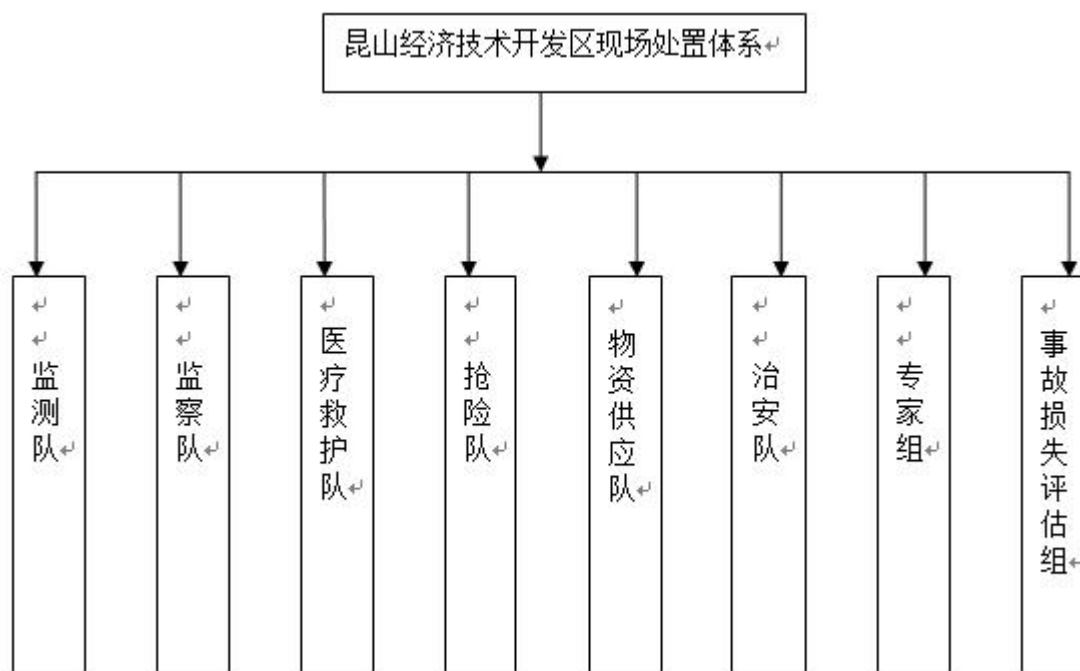 昆山经济技术开发区现场处置体系
监测队
监察队
医疗救护队
抢险队
物资供应队
治安队
专家组
事故损失评估组